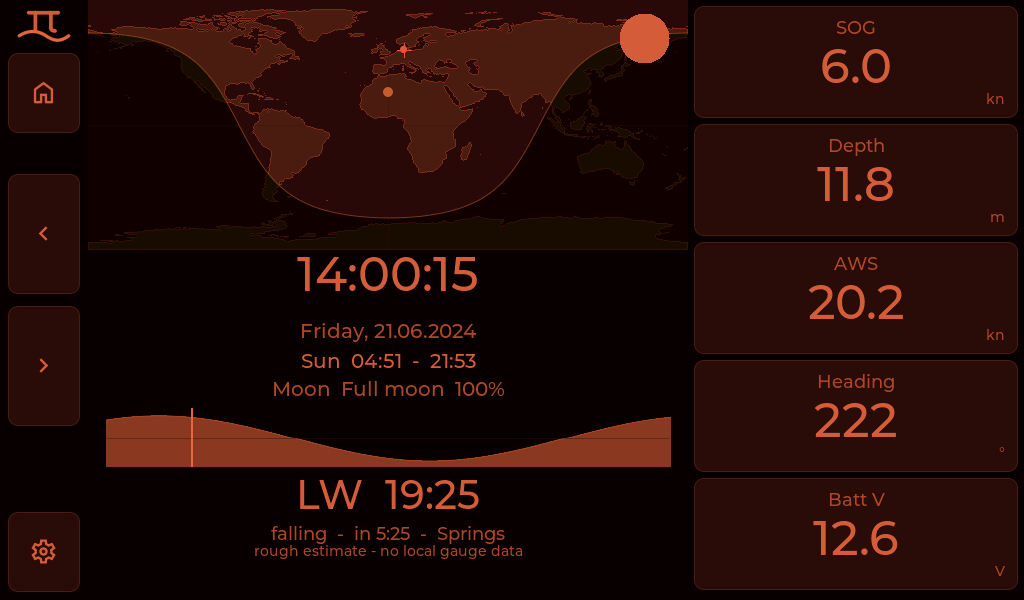 14:00:15
Friday, 21.06.2024
Sun 04:51 - 21:53
Moon Full moon 100%
LW 19:25
falling - in 5:25 - Springs
rough estimate - no local gauge data
SOG
6.0
kn
Depth
11.8
m
AWS
20.2
kn
Heading
222
°
Batt V
12.6
V